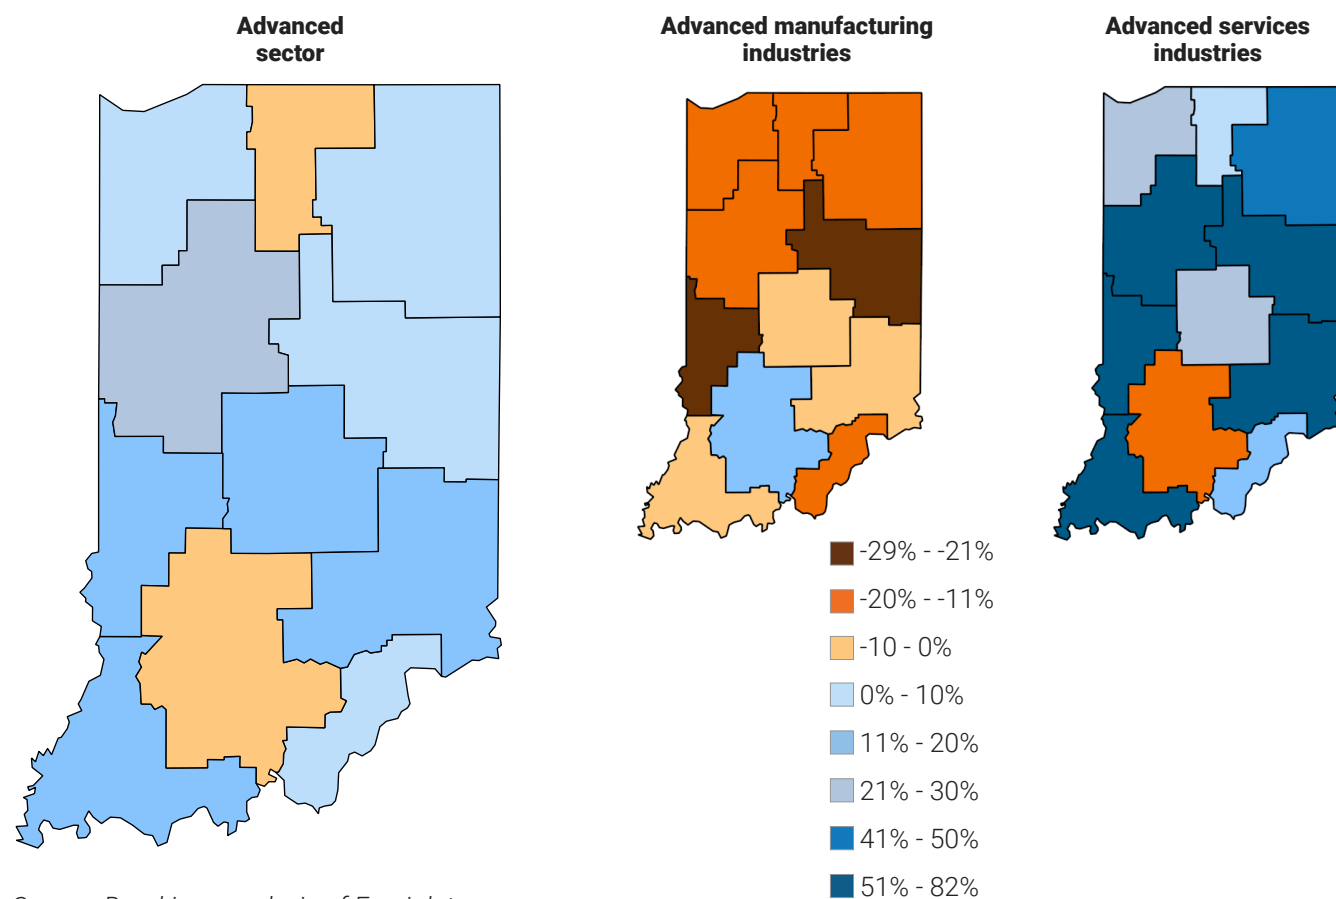 Advanced
sector
Advanced manufacturing
industries
Advanced services
industries
-29% - -21%
-20% - -11%
-10 - 0%
0% - 10%
11% - 20%
21% - 30%
41% - 50%
51% - 82%